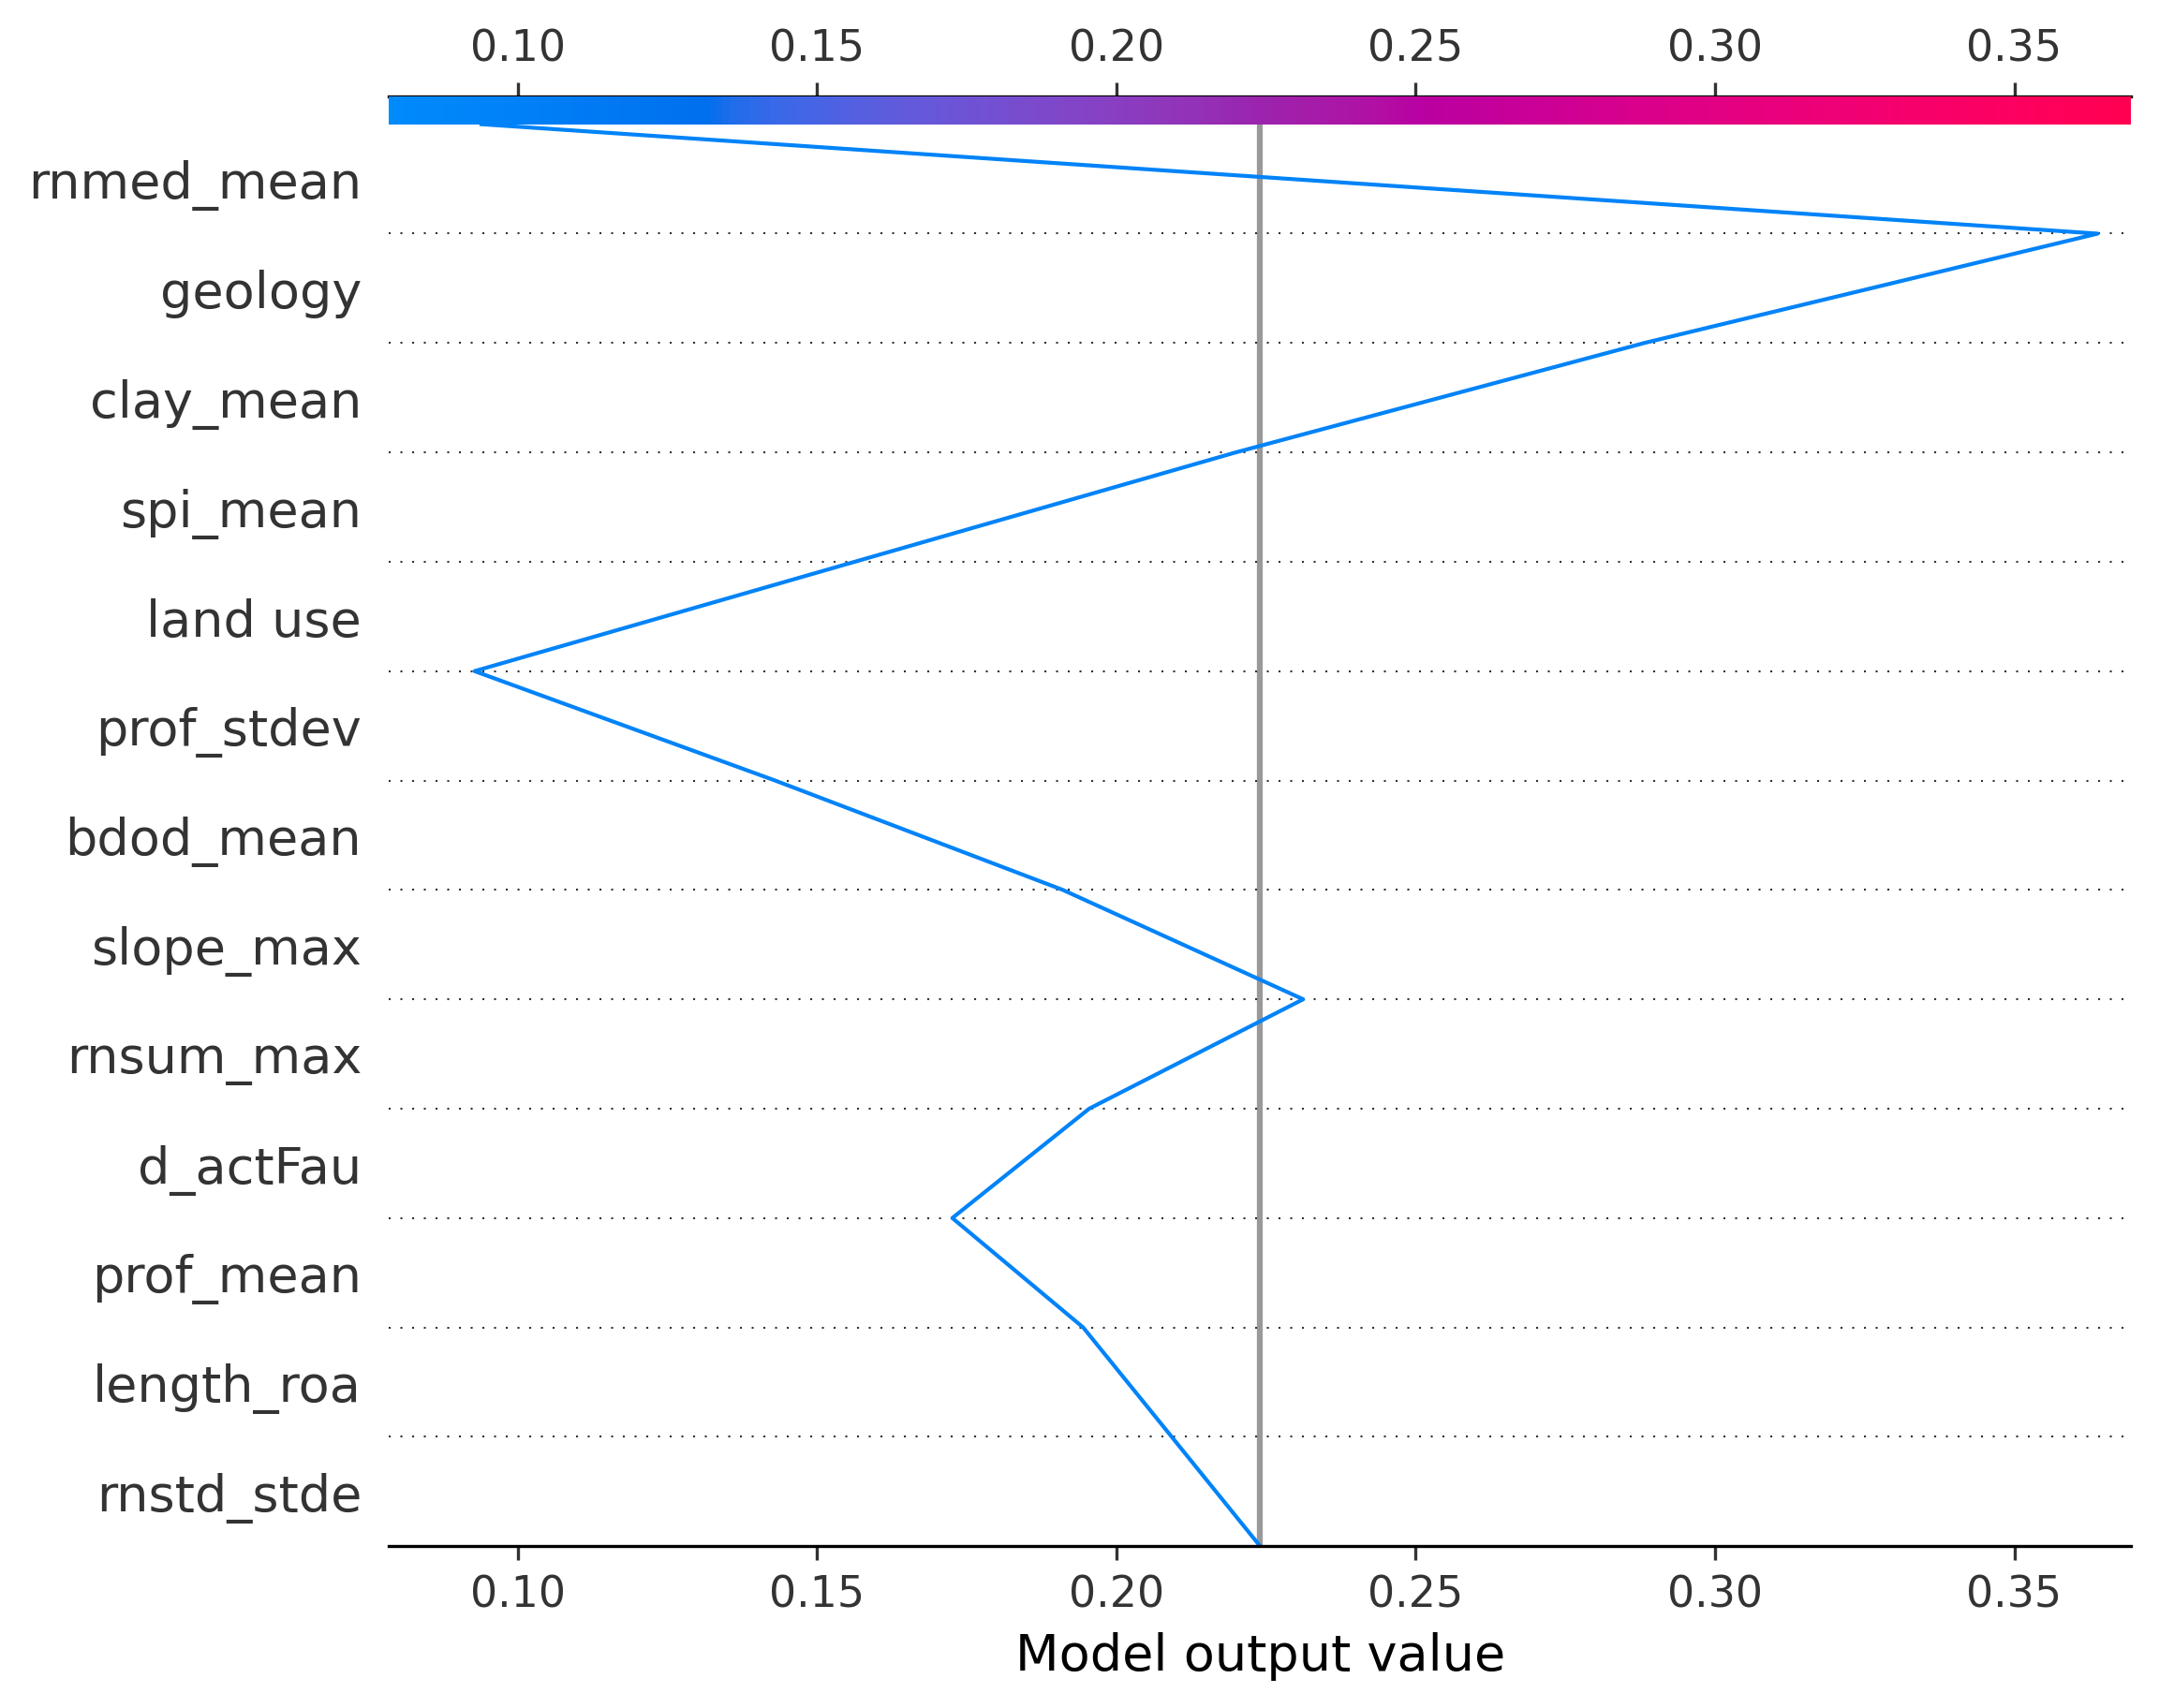 0.10 0.15 0.20 0.25 0.30 0.35
rnmed_mean
geology
clay_mean
spi_mean
land use
prof_stdev
bdod_mean
slope_max
rnsum_max
d_actFau
prof_mean
length_roa
rnstd_stde
0.10 0.15 0.20 0.25 0.30 0.35
Model output value